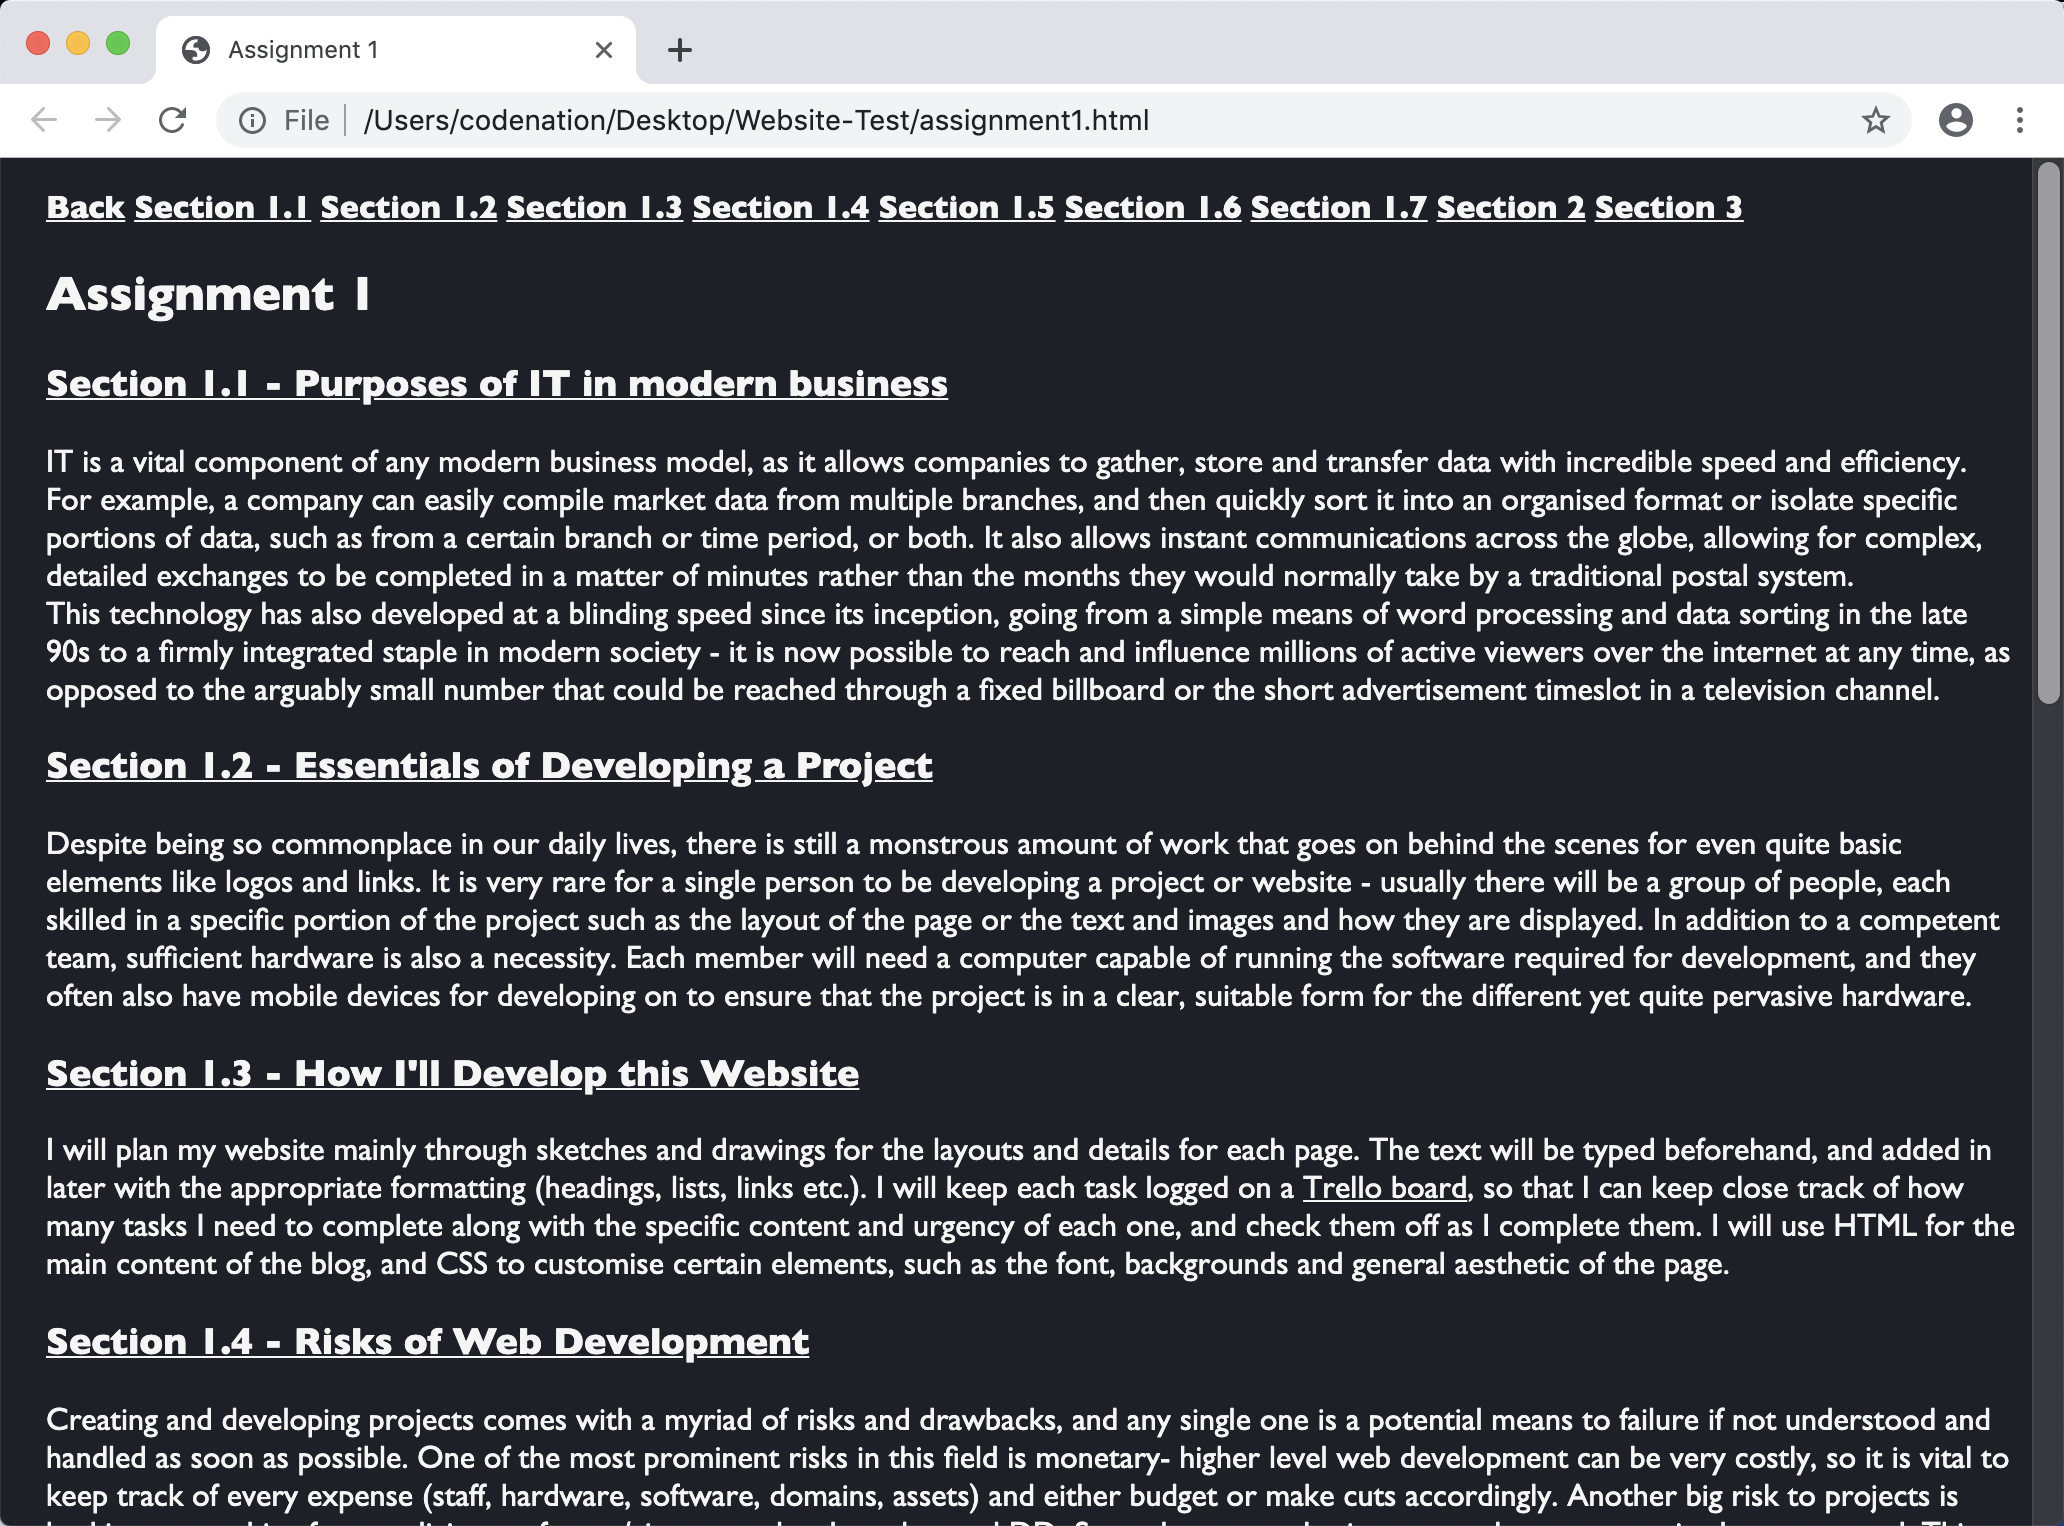 Assignment 1
File /Users/codenation/Desktop/Website-Test/assignment1.html
Back Section 1.1 Section 1.2 Section 1.3 Section 1.4 Section 1.5 Section 1.6 Section 1.7 Section 2 Section 3
Assignment 1
Section 1.1 - Purposes of IT in modern business
IT is a vital component of any modern business model, as it allows companies to gather, store and transfer data with incredible speed and efficiency.
For example, a company can easily compile market data from multiple branches, and then quickly sort it into an organised format or isolate specific
portions of data, such as from a certain branch or time period, or both. It also allows instant communications across the globe, allowing for complex,
detailed exchanges to be completed in a matter of minutes rather than the months they would normally take by a traditional postal system.
This technology has also developed at a blinding speed since its inception, going from a simple means of word processing and data sorting in the late
90s to a firmly integrated staple in modern society - it is now possible to reach and influence millions of active viewers over the internet at any time, as
opposed to the arguably small number that could be reached through a fixed billboard or the short advertisement timeslot in a television channel.
Section 1.2 - Essentials of Developing a Project
Despite being so commonplace in our daily lives, there is still a monstrous amount of work that goes on behind the scenes for even quite basic
elements like logos and links. It is very rare for a single person to be developing a project or website - usually there will be a group of people, each
skilled in a specific portion of the project such as the layout of the page or the text and images and how they are displayed. In addition to a competent
team, sufficient hardware is also a necessity. Each member will need a computer capable of running the software required for development, and they
often also have mobile devices for developing on to ensure that the project is in a clear, suitable form for the different yet quite pervasive hardware.
Section 1.3 - How I'll Develop this Website
I will plan my website mainly through sketches and drawings for the layouts and details for each page. The text will be typed beforehand, and added in
later with the appropriate formatting (headings, lists, links etc.). I will keep each task logged on a Trello board, so that I can keep close track of how
many tasks I need to complete along with the specific content and urgency of each one, and check them off as I complete them. I will use HTML for the
main content of the blog, and CSS to customise certain elements, such as the font, backgrounds and general aesthetic of the page.
Section 1.4 - Risks of Web Development
Creating and developing projects comes with a myriad of risks and drawbacks, and any single one is a potential means to failure if not understood and
handled as soon as possible. One of the most prominent risks in this field is monetary- higher level web development can be very costly, so it is vital to
keep track of every expense (staff, hardware, software, domains, assets) and either budget or make cuts accordingly. Another big risk to projects is